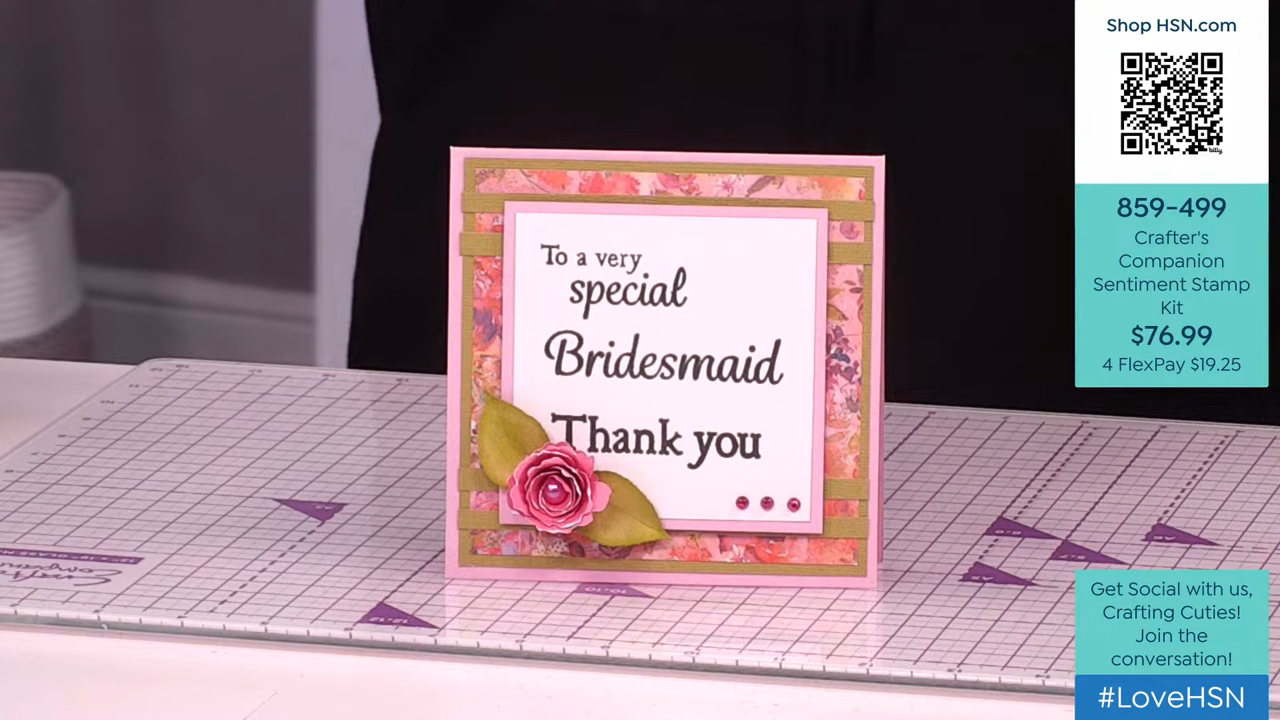 Shop HSN.com
bitly
859-499
Crafter's
Companion
Sentiment Stamp
Kit
$76.99
4 FlexPay $19.25
To a very
special
Bridesmaid
Thank you
Get Social with us,
Crafting Cuties!
Join the
conversation!
#LoveHSN